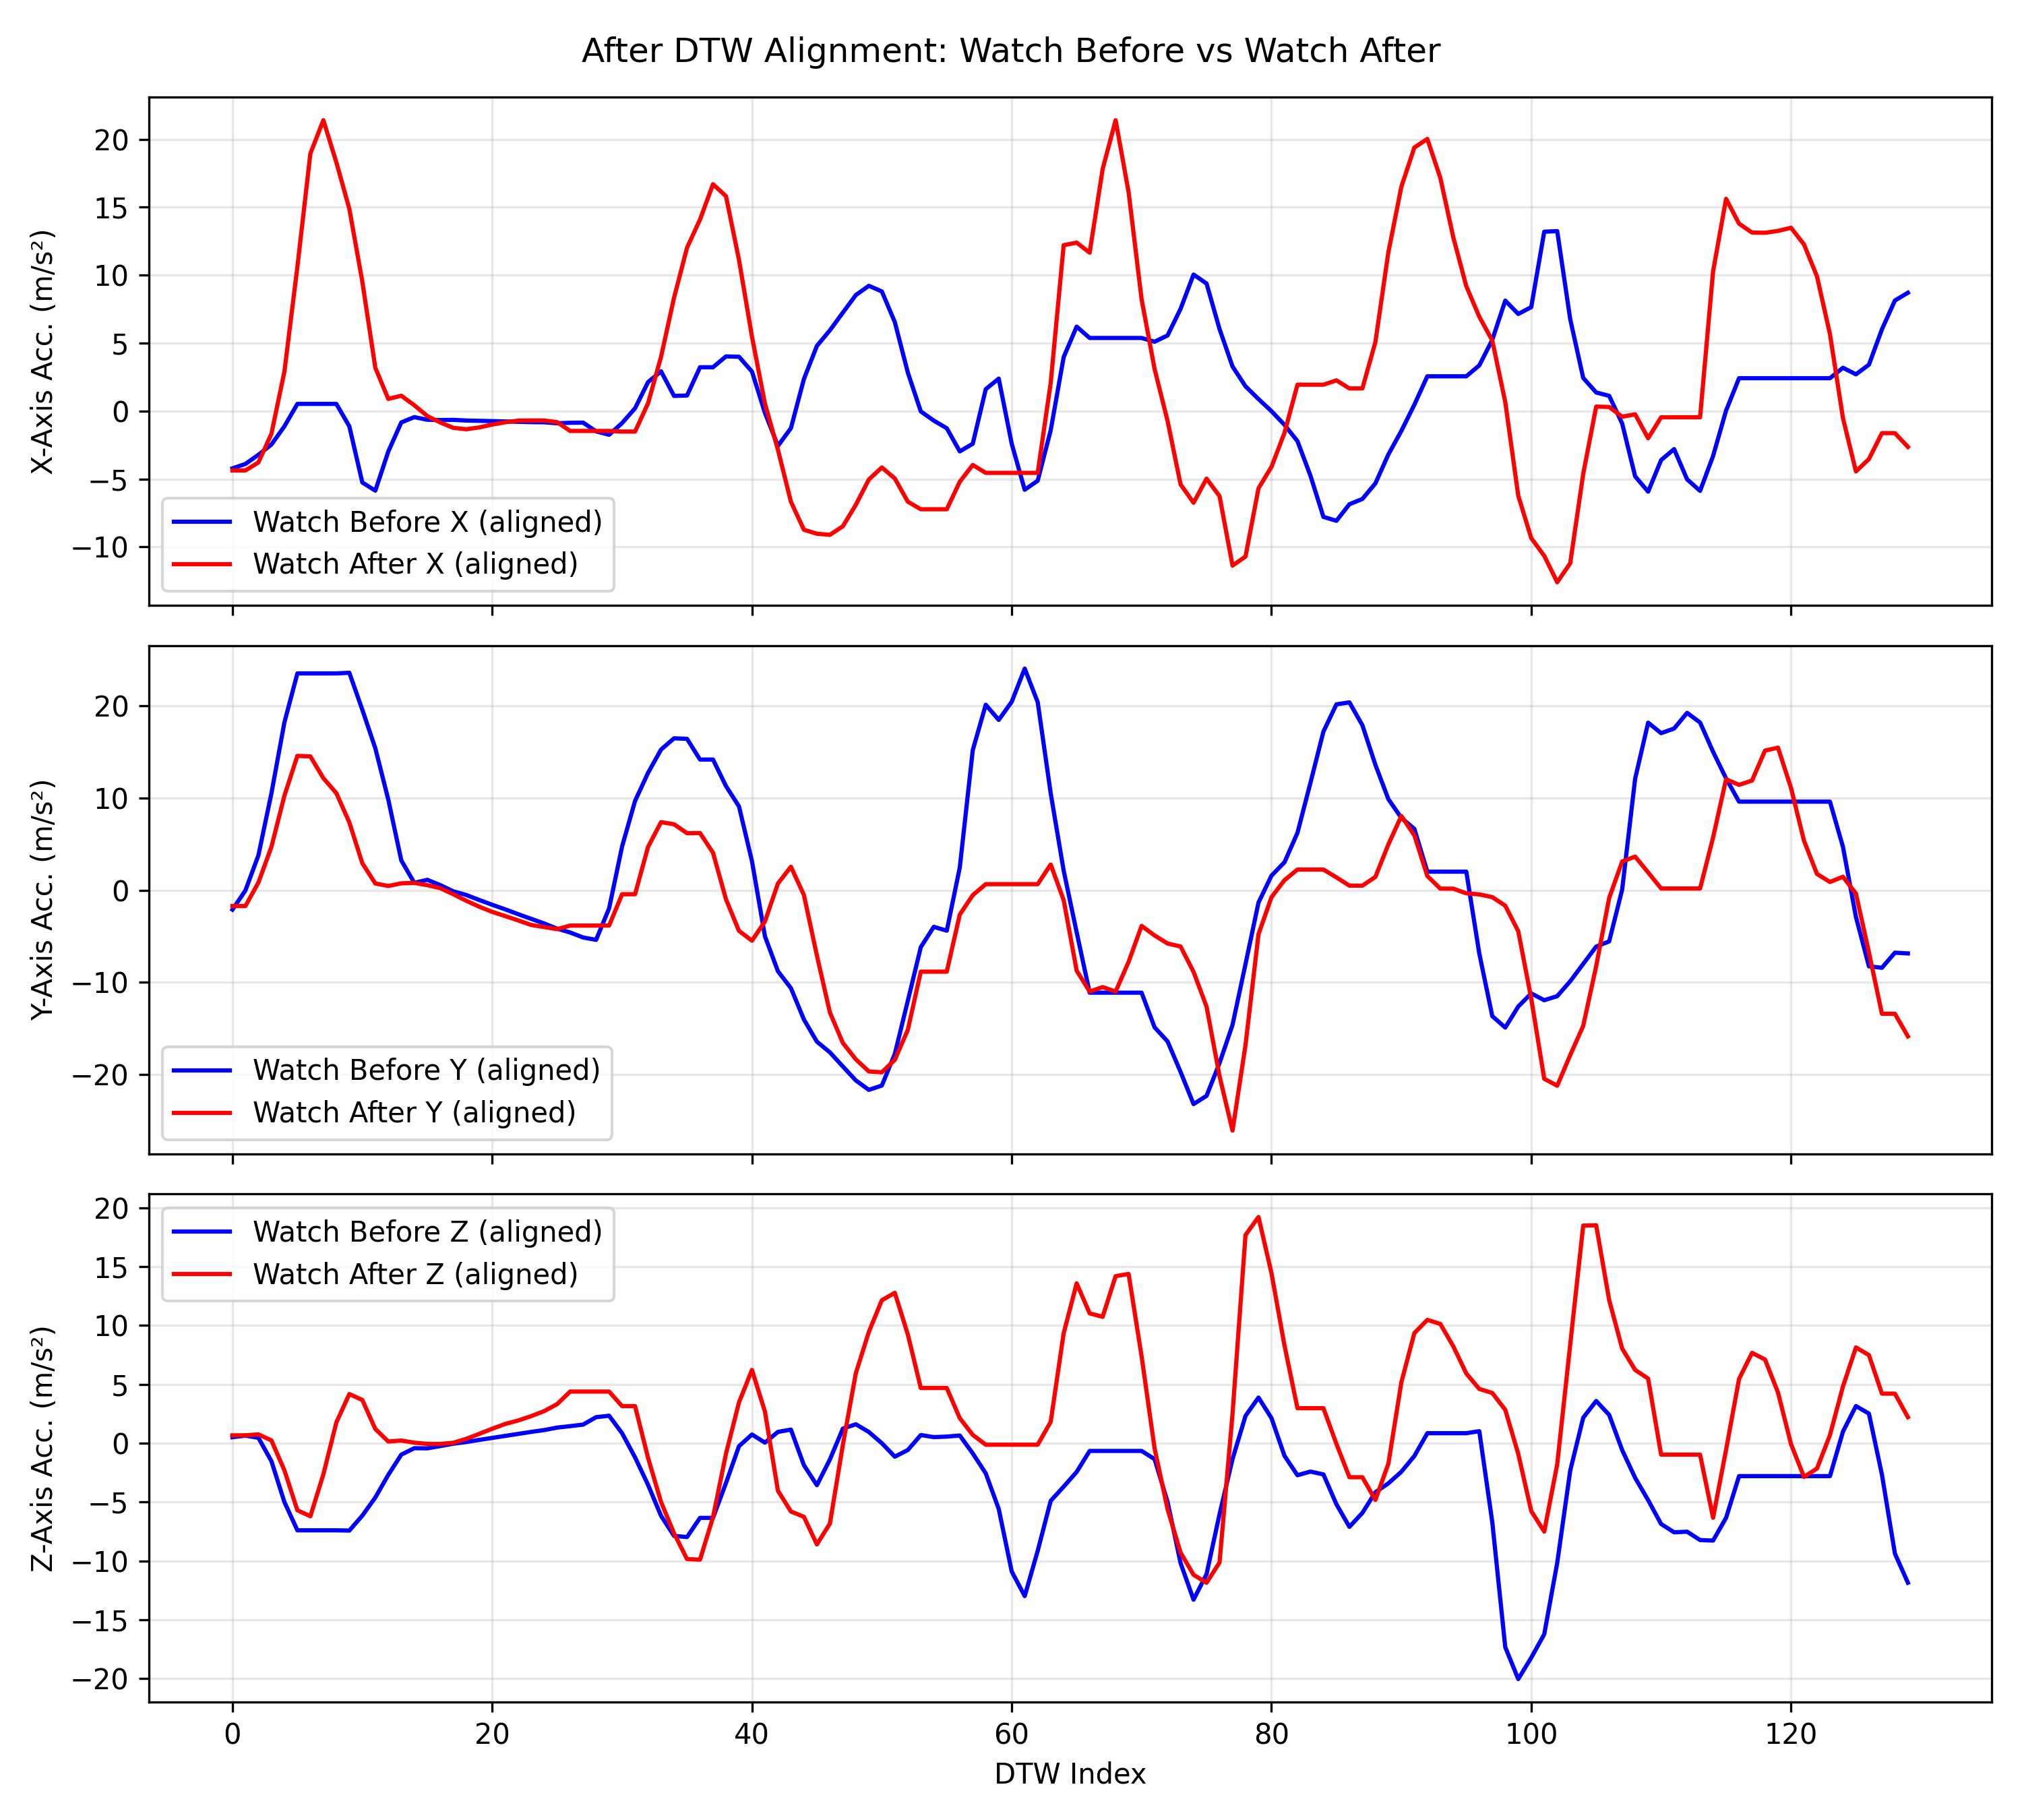 After DTW Alignment: Watch Before vs Watch After
20
15
10
5
0
−5
−10
X-Axis Acc. (m/s²)
Watch Before X (aligned)
Watch After X (aligned)
20
10
0
−10
−20
Y-Axis Acc. (m/s²)
Watch Before Y (aligned)
Watch After Y (aligned)
20
15
10
5
0
−5
−10
−15
−20
Z-Axis Acc. (m/s²)
Watch Before Z (aligned)
Watch After Z (aligned)
0 20 40 60 80 100 120
DTW Index